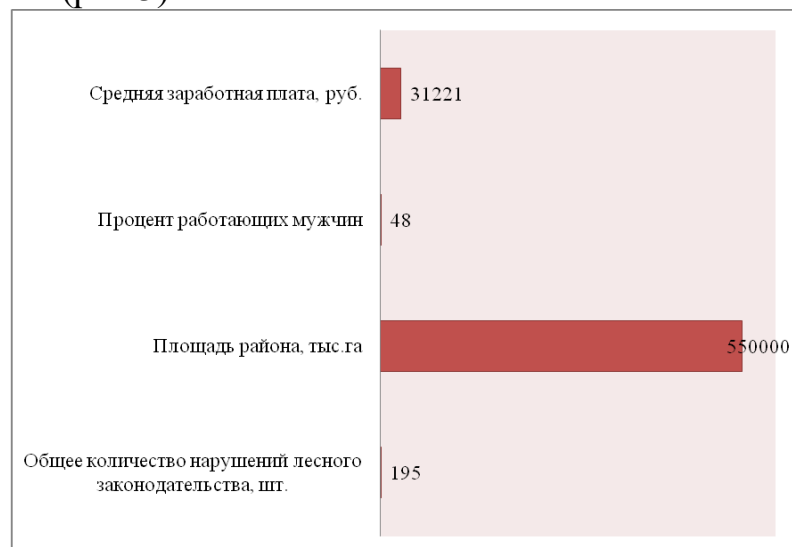 Средняя заработная плата, руб.
31221
Процент работающих мужчин
48
Площадь района, тыс.га
550000
Общее количество нарушений лесного
законодательства, шт.
195